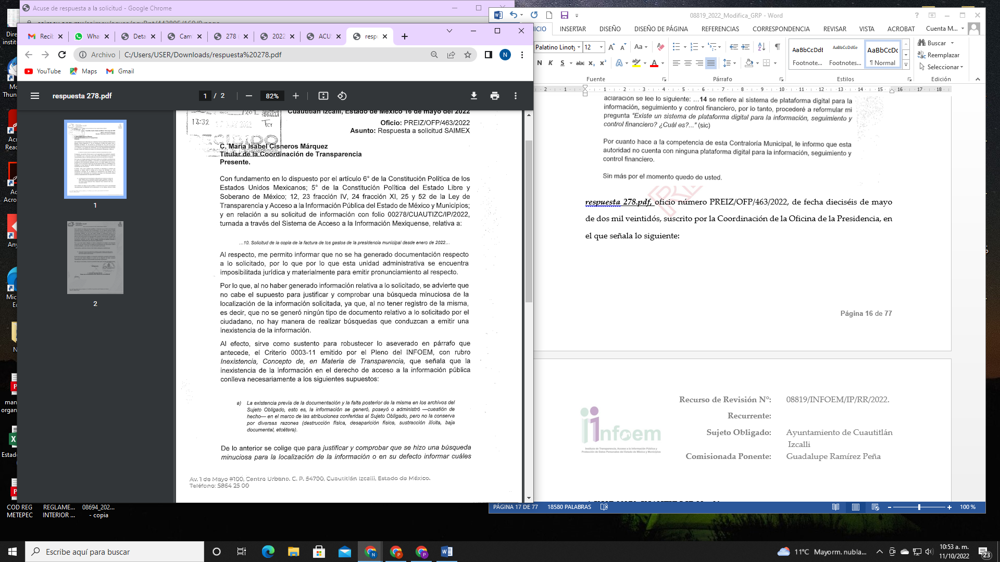 Acuse de respuesta a la solicitud - Google Chrome
Recib
Wha
Deta
Cam
278
2022
ACU
resp
Archivo
C:/Users/USER/Downloads/respuesta%20278.pdf
N
YouTube
Maps
Gmail
respuesta 278.pdf
1 / 2
82%
1
2
13:32
RECIBIDO
Cuautitlán Izcalli, Estado de México 16 de mayo del 2022
Oficio: PREIZ/OFP/463/2022
Asunto: Respuesta a solicitud SAIMEX
C. María Isabel Cisneros Márquez
Titular de la Coordinación de Transparencia
Presente.
Con fundamento en lo dispuesto por el artículo 6° de la Constitución Política de los
Estados Unidos Mexicanos; 5° de la Constitución Política del Estado Libre y
Soberano de México; 12, 23 fracción IV, 24 fracción XI, 25 y 52 de la Ley de
Transparencia y Acceso a la Información Pública del Estado de México y Municipios;
y en relación a su solicitud de información con folio 00278/CUAUTIZC/IP/2022,
turnada a través del Sistema de Acceso a la Información Mexiquense, relativa a:
...10. Solicitud de la copia de la factura de los gastos de la presidencia municipal desde enero de 2022...
Al respecto, me permito informar que no se ha generado documentación respecto
a lo solicitado, por lo que por lo que esta unidad administrativa se encuentra
imposibilitada jurídica y materialmente para emitir pronunciamiento al respecto.
Por lo que, al no haber generado información relativa a lo solicitado, se advierte que
no cabe el supuesto para justificar y comprobar una búsqueda minuciosa de la
localización de la información solicitada, ya que, al no tener registro de la misma,
es decir, que no se generó ningún tipo de documento relativo a lo solicitado por el
ciudadano, no hay manera de realizar búsquedas que conduzcan a emitir una
inexistencia de la información.
Al efecto, sirve como sustento para robustecer lo aseverado en párrafo que
antecede, el Criterio 0003-11 emitido por el Pleno del INFOEM, con rubro
Inexistencia, Concepto de, en Materia de Transparencia, que señala que la
inexistencia de la información en el derecho de acceso a la información pública
conlleva necesariamente a los siguientes supuestos:
a) La existencia previa de la documentación y la falta posterior de la misma en los archivos del
Sujeto Obligado, esto es, la información se generó, poseyó o administró —cuestión de
hecho— en el marco de las atribuciones conferidas al Sujeto Obligado, pero no la conserva
por diversas razones (destrucción física, desaparición física, sustracción ilícita, baja
documental, etcétera).
De lo anterior se colige que para justificar y comprobar que se hizo una búsqueda
minuciosa para la localización de la información o en su defecto informar cuáles
Av. 1 de Mayo #100, Centro Urbano. C. P. 54700, Cuautitlán Izcalli, Estado de México.
Teléfono: 5864 25 00
08819_2022_Modifica_GRP - Word
INICIO INSERTAR DISEÑO DISEÑO DE PÁGINA REFERENCIAS CORRESPONDENCIA REVISAR VISTA ACROBAT Cuenta M...
Palatino Linoty 12
N K S abc x₂ x²
Fuente
Párrafo
AaBbCcDdE AaBbCcDdEe AaBbCcDc
Footnote... Footnotes... ¶ Normal
Estilos
Buscar
Reemplazar
Seleccionar
Edición
2 1 1 2 3 4 5 6 7 8 9 10 11 12 13 14 15 16 17 18
aclaración se lee lo siguiente: ...14 se refiere al sistema de plataforma digital para la
información, seguimiento y control financiero, por lo tanto, procederé a reformular mi
pregunta "Existe un sistema de plataforma digital para la información, seguimiento y
control financiero? ¿Cuál es?..." (sic)
Por cuanto hace a la competencia de esta Contraloría Municipal, le informo que esta
autoridad no cuenta con ninguna plataforma digital para la información, seguimiento y
control financiero.
Sin más por el momento quedo de usted.
respuesta 278.pdf, oficio número PREIZ/OFP/463/2022, de fecha dieciséis de mayo
de dos mil veintidós, suscrito por la Coordinación de la Oficina de la Presidencia, en
el que señala lo siguiente:
Página 16 de 77
infoem
Instituto de Transparencia, Acceso a la Información Pública y
Protección de Datos Personales del Estado de México y Municipios
Recurso de Revisión N°: 08819/INFOEM/IP/RR/2022.
Recurrente:
Sujeto Obligado: Ayuntamiento de Cuautitlán
Izcalli
Comisionada Ponente: Guadalupe Ramírez Peña
PÁGINA 17 DE 77
18580 PALABRAS
100 %
COD REG
METEPEC
REGLAME...
INTERIOR ...
08694_202...
- copia
Escribe aquí para buscar
11°C Mayorm. nubla...
10:53 a. m.
11/10/2022
23